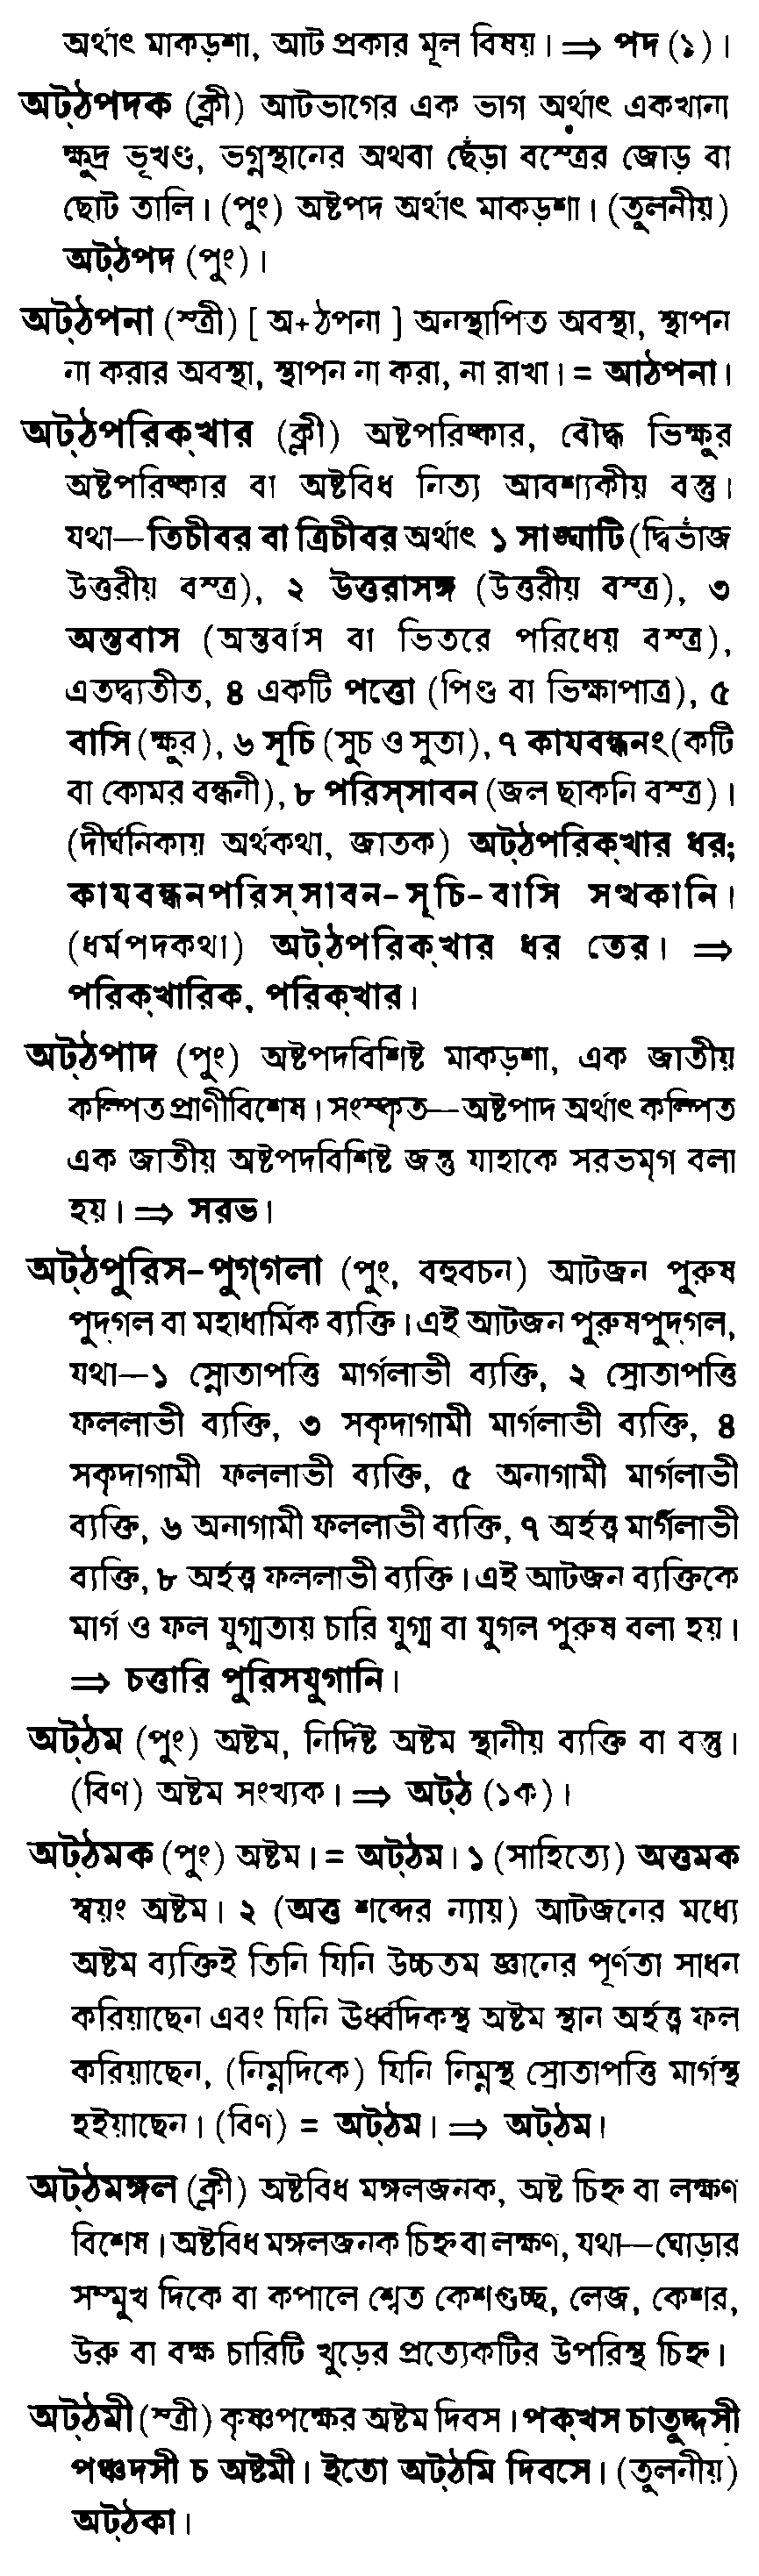 অর্থাৎ মাকড়শা, আট প্রকার মূল বিষয়। ⇒ পদ (১)।
অট্‌ঠপদক (ক্লী) আটভাগের এক ভাগ অর্থাৎ একখানা
ক্ষুদ্র ভূখণ্ড, ভগ্নস্থানের অথবা ছেঁড়া বস্ত্রের জোড় বা
ছোট তালি। (পুং) অষ্টপদ অর্থাৎ মাকড়শা। (তুলনীয়)
অট্‌ঠপদ (পুং)।
অট্‌ঠপনা (স্ত্রী) [ অ+ঠপনা ] অনস্থাপিত অবস্থা, স্থাপন
না করার অবস্থা, স্থাপন না করা, না রাখা। = আঠপনা।
অট্‌ঠপরিক্‌খার (ক্লী) অষ্টপরিষ্কার, বৌদ্ধ ভিক্ষুর
অষ্টপরিষ্কার বা অষ্টবিধ নিত্য আবশ্যকীয় বস্তু।
যথা—তিচীবর বা ত্রিচীবর অর্থাৎ ১ সাঙ্ঘাটি (দ্বিভাঁজ
উত্তরীয় বস্ত্র), ২ উত্তরাসঙ্গ (উত্তরীয় বস্ত্র), ৩
অন্তবাস (অন্তর্বাস বা ভিতরে পরিধেয় বস্ত্র),
এতদ্ব্যতীত, ৪ একটি পত্তো (পিণ্ড বা ভিক্ষাপাত্র), ৫
বাসি (ক্ষুর), ৬ সূচি (সুচ ও সুতা), ৭ কাযবন্ধনং (কটি
বা কোমর বন্ধনী), ৮ পরিস্‌সাবন (জল ছাকনি বস্ত্র)।
(দীর্ঘনিকায় অর্থকথা, জাতক) অট্‌ঠপরিক্‌খার ধর;
কাযবন্ধনপরিস্‌সাবন-সূচি-বাসি সত্থকানি।
(ধর্মপদকথা) অট্‌ঠপরিক্‌খার ধর তের। ⇒
পরিক্‌খারিক, পরিক্‌খার।
অট্‌ঠপাদ (পুং) অষ্টপদবিশিষ্ট মাকড়শা, এক জাতীয়
কল্পিত প্রাণীবিশেষ। সংস্কৃত—অষ্টপাদ অর্থাৎ কল্পিত
এক জাতীয় অষ্টপদবিশিষ্ট জন্তু যাহাকে সরভমৃগ বলা
হয়। ⇒ সরভ।
অট্‌ঠপুরিস-পুগ্‌গলা (পুং, বহুবচন) আটজন পুরুষ
পুদ্গল বা মহাধার্মিক ব্যক্তি। এই আটজন পুরুষপুদ্গল,
যথা—১ স্রোতাপত্তি মার্গলাভী ব্যক্তি, ২ স্রোতাপত্তি
ফললাভী ব্যক্তি, ৩ সকৃদাগামী মার্গলাভী ব্যক্তি, ৪
সকৃদাগামী ফললাভী ব্যক্তি, ৫ অনাগামী মার্গলাভী
ব্যক্তি, ৬ অনাগামী ফললাভী ব্যক্তি, ৭ অর্হত্ত্ব মার্গলাভী
ব্যক্তি, ৮ অর্হত্ত্ব ফললাভী ব্যক্তি। এই আটজন ব্যক্তিকে
মার্গ ও ফল যুগ্মতায় চারি যুগ্ম বা যুগল পুরুষ বলা হয়।
⇒ চত্তারি পুরিসযুগানি।
অট্‌ঠম (পুং) অষ্টম, নির্দিষ্ট অষ্টম স্থানীয় ব্যক্তি বা বস্তু।
(বিণ) অষ্টম সংখ্যক। ⇒ অট্‌ঠ (১ক)।
অট্‌ঠমক (পুং) অষ্টম। = অট্‌ঠম। ১ (সাহিত্যে) অত্তমক
স্বয়ং অষ্টম। ২ (অত্ত শব্দের ন্যায়) আটজনের মধ্যে
অষ্টম ব্যক্তিই তিনি যিনি উচ্চতম জ্ঞানের পূর্ণতা সাধন
করিয়াছেন এবং যিনি ঊর্ধ্বদিকস্থ অষ্টম স্থান অর্হত্ত্ব ফল
করিয়াছেন, (নিম্নদিকে) যিনি নিম্নস্থ স্রোতাপত্তি মার্গস্থ
হইয়াছেন। (বিণ) = অট্‌ঠম। ⇒ অট্‌ঠম।
অট্‌ঠমঙ্গল (ক্লী) অষ্টবিধ মঙ্গলজনক, অষ্ট চিহ্ন বা লক্ষণ
বিশেষ। অষ্টবিধ মঙ্গলজনক চিহ্ন বা লক্ষণ, যথা—ঘোড়ার
সম্মুখ দিকে বা কপালে শ্বেত কেশগুচ্ছ, লেজ, কেশর,
উরু বা বক্ষ চারিটি খুড়ের প্রত্যেকটির উপরিস্থ চিহ্ন।
অট্‌ঠমী (স্ত্রী) কৃষ্ণপক্ষের অষ্টম দিবস। পক্‌খস চাতুদ্দসী
পঞ্চদসী চ অষ্টমী। ইতো অট্‌ঠমি দিবসে। (তুলনীয়)
অট্‌ঠকা।